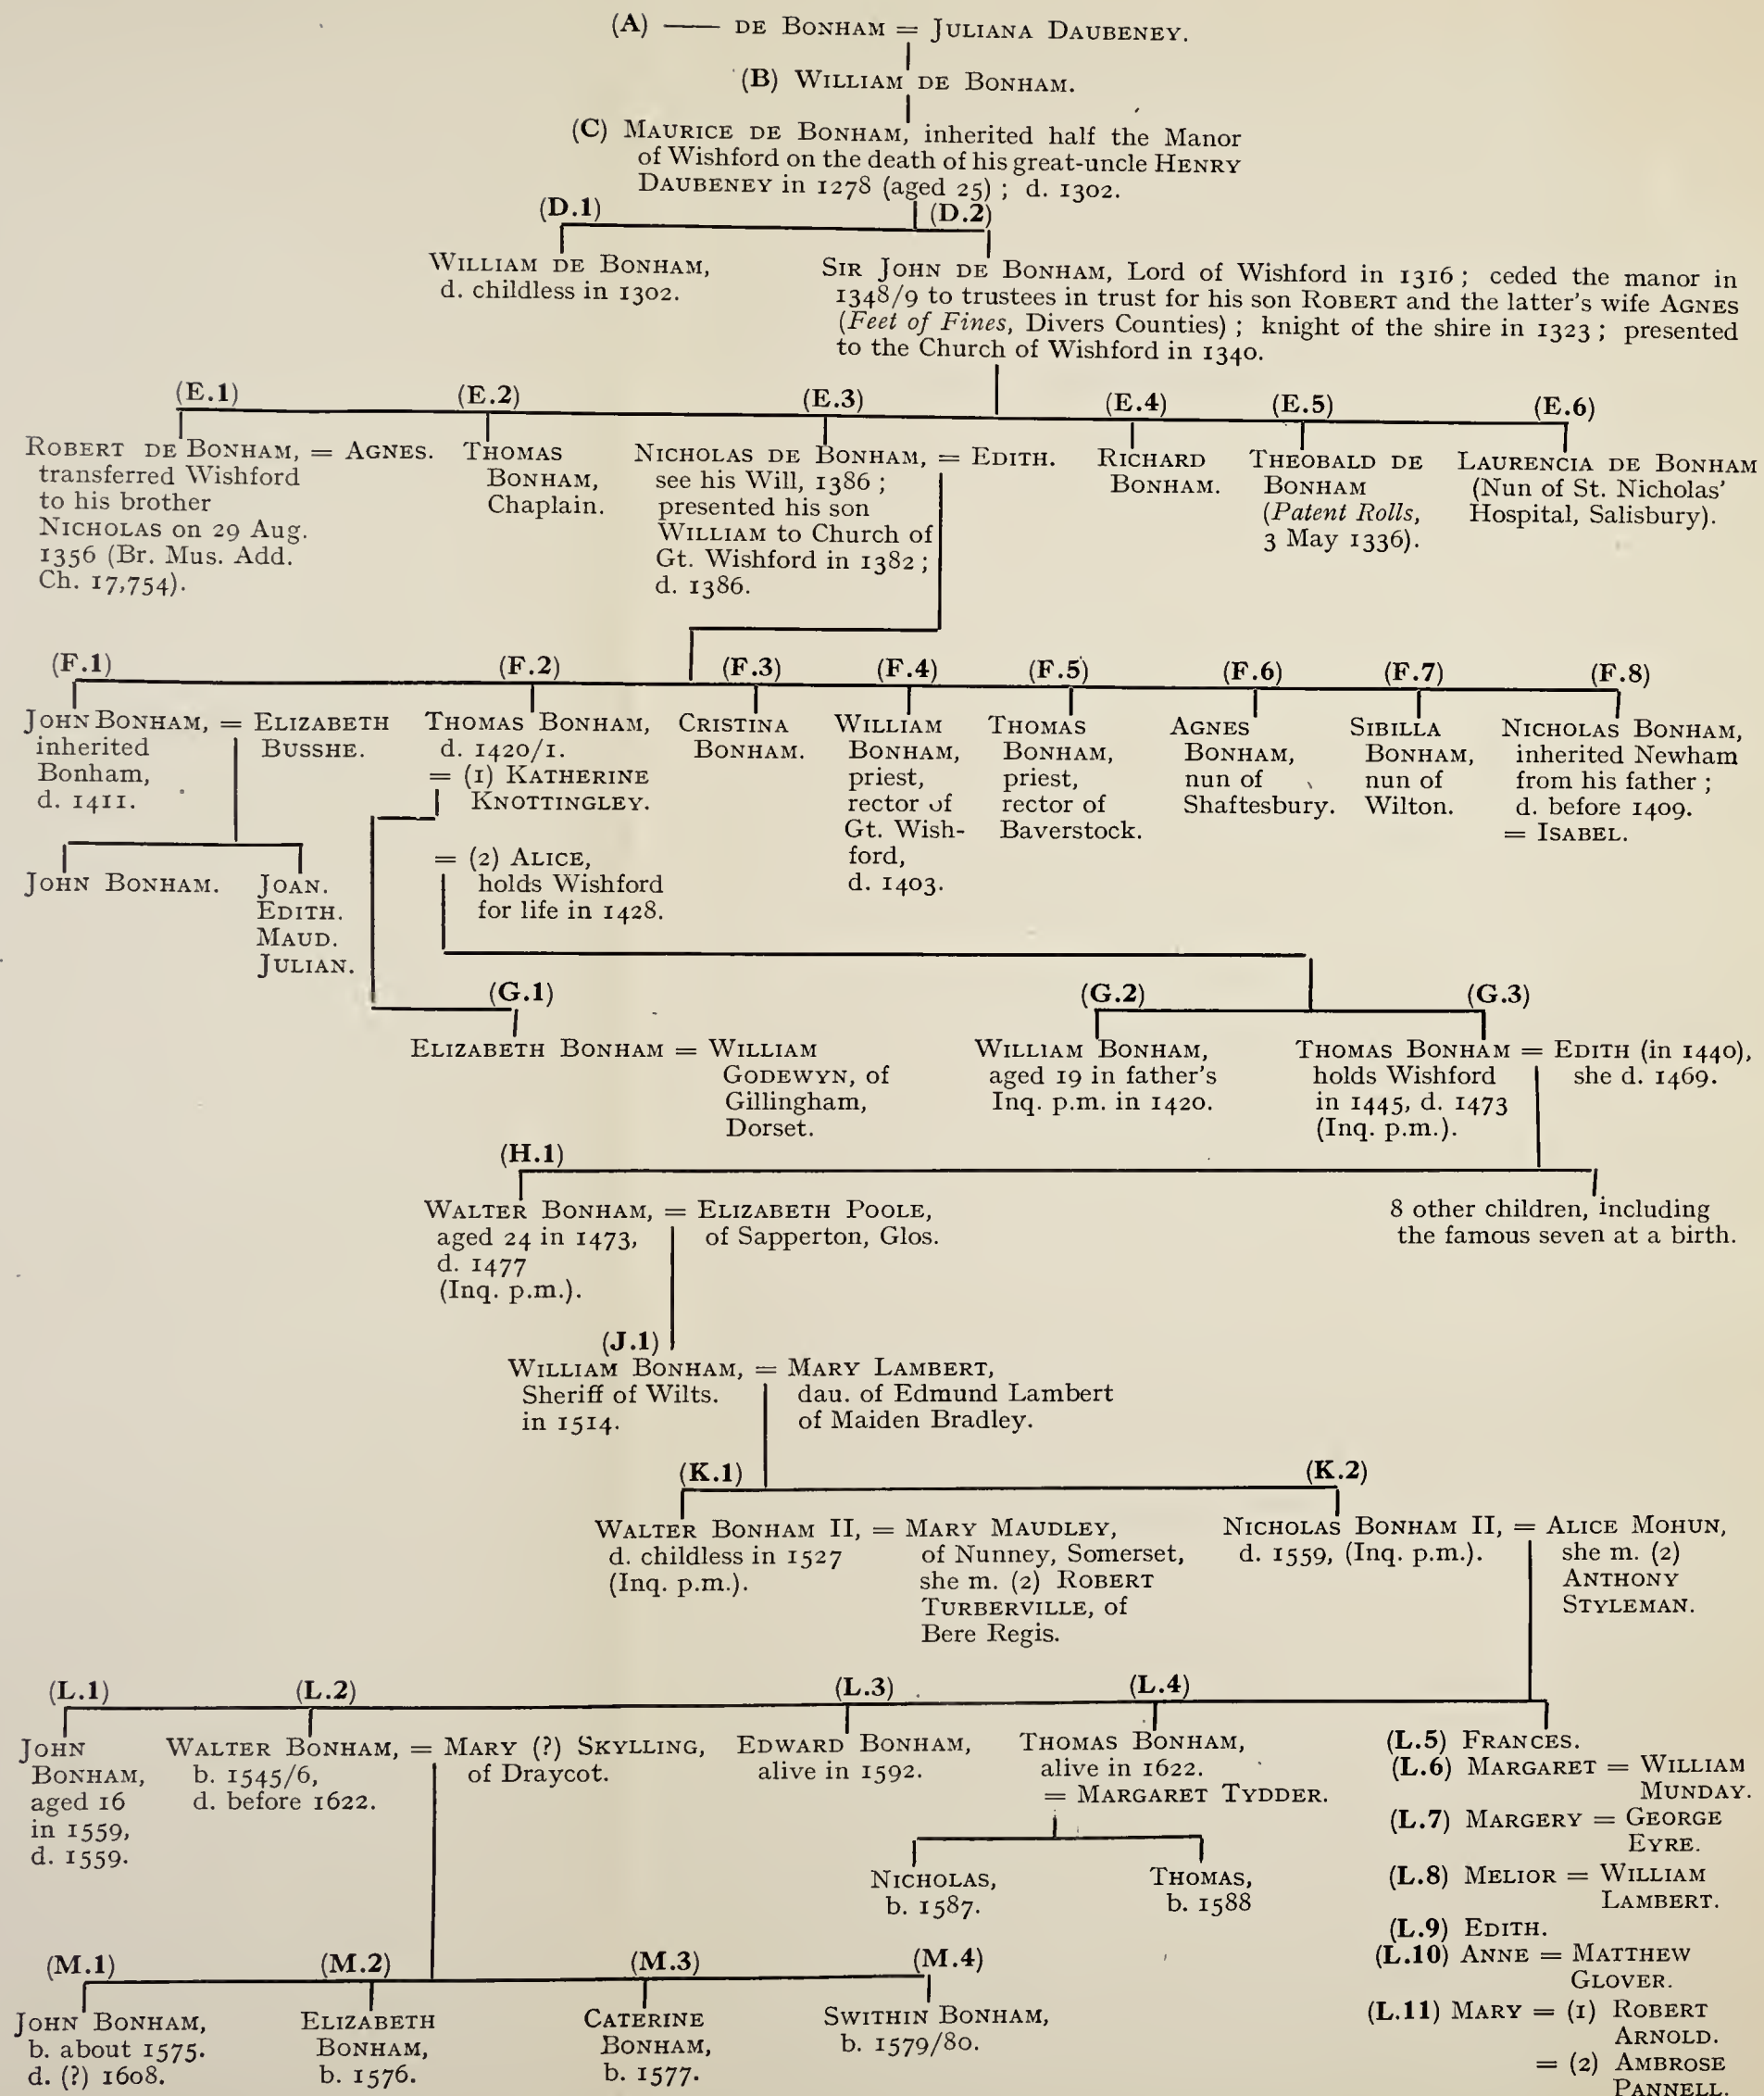 (A) —— DE BONHAM = JULIANA DAUBENEY.
(B) WILLIAM DE BONHAM.
(C) MAURICE DE BONHAM, inherited half the Manor
of Wishford on the death of his great-uncle HENRY
DAUBENEY in 1278 (aged 25) ; d. 1302.
(D.1)
(D.2)
WILLIAM DE BONHAM,
d. childless in 1302.
SIR JOHN DE BONHAM, Lord of Wishford in 1316 ; ceded the manor in
1348/9 to trustees in trust for his son ROBERT and the latter's wife AGNES
(Feet of Fines, Divers Counties) ; knight of the shire in 1323 ; presented
to the Church of Wishford in 1340.
(E.1)
(E.2)
(E.3)
(E.4)
(E.5)
(E.6)
ROBERT DE BONHAM, = AGNES.
transferred Wishford
to his brother
NICHOLAS on 29 Aug.
1356 (Br. Mus. Add.
Ch. 17,754).
THOMAS
BONHAM,
Chaplain.
NICHOLAS DE BONHAM, = EDITH.
see his Will, 1386 ;
presented his son
WILLIAM to Church of
Gt. Wishford in 1382 ;
d. 1386.
RICHARD
BONHAM.
THEOBALD DE
BONHAM
(Patent Rolls,
3 May 1336).
LAURENCIA DE BONHAM
(Nun of St. Nicholas'
Hospital, Salisbury).
(F.1)
(F.2)
(F.3)
(F.4)
(F.5)
(F.6)
(F.7)
(F.8)
JOHN BONHAM, = ELIZABETH
inherited
Bonham,
d. 1411.
BUSSHE.
THOMAS BONHAM,
d. 1420/1.
= (1) KATHERINE
KNOTTINGLEY.
= (2) ALICE,
holds Wishford
for life in 1428.
CRISTINA
BONHAM.
WILLIAM
BONHAM,
priest,
rector of
Gt. Wish-
ford,
d. 1403.
THOMAS
BONHAM,
priest,
rector of
Baverstock.
AGNES
BONHAM,
nun of
Shaftesbury.
SIBILLA
BONHAM,
nun of
Wilton.
NICHOLAS BONHAM,
inherited Newham
from his father ;
d. before 1409.
= ISABEL.
JOHN BONHAM.
JOAN.
EDITH.
MAUD.
JULIAN.
(G.1)
(G.2)
(G.3)
ELIZABETH BONHAM = WILLIAM
GODEWYN, of
Gillingham,
Dorset.
WILLIAM BONHAM,
aged 19 in father's
Inq. p.m. in 1420.
THOMAS BONHAM = EDITH (in 1440),
holds Wishford
in 1445, d. 1473
(Inq. p.m.).
she d. 1469.
(H.1)
WALTER BONHAM, = ELIZABETH POOLE,
aged 24 in 1473,
d. 1477
(Inq. p.m.).
of Sapperton, Glos.
8 other children, including
the famous seven at a birth.
(J.1)
WILLIAM BONHAM, = MARY LAMBERT,
Sheriff of Wilts.
in 1514.
dau. of Edmund Lambert
of Maiden Bradley.
(K.1)
(K.2)
WALTER BONHAM II, = MARY MAUDLEY,
d. childless in 1527
(Inq. p.m.).
of Nunney, Somerset,
she m. (2) ROBERT
TURBERVILLE, of
Bere Regis.
NICHOLAS BONHAM II, = ALICE MOHUN,
d. 1559, (Inq. p.m.).
she m. (2)
ANTHONY
STYLEMAN.
(L.1)
(L.2)
(L.3)
(L.4)
JOHN
BONHAM,
aged 16
in 1559,
d. 1559.
WALTER BONHAM, = MARY (?) SKYLLING,
b. 1545/6,
d. before 1622.
of Draycot.
EDWARD BONHAM,
alive in 1592.
THOMAS BONHAM,
alive in 1622.
= MARGARET TYDDER.
NICHOLAS,
b. 1587.
THOMAS,
b. 1588
(L.5) FRANCES.
(L.6) MARGARET = WILLIAM
MUNDAY.
(L.7) MARGERY = GEORGE
EYRE.
(L.8) MELIOR = WILLIAM
LAMBERT.
(L.9) EDITH.
(L.10) ANNE = MATTHEW
GLOVER.
(L.11) MARY = (1) ROBERT
ARNOLD.
= (2) AMBROSE
PANNELL.
(M.1)
(M.2)
(M.3)
(M.4)
JOHN BONHAM,
b. about 1575.
d. (?) 1608.
ELIZABETH
BONHAM,
b. 1576.
CATERINE
BONHAM,
b. 1577.
SWITHIN BONHAM,
b. 1579/80.